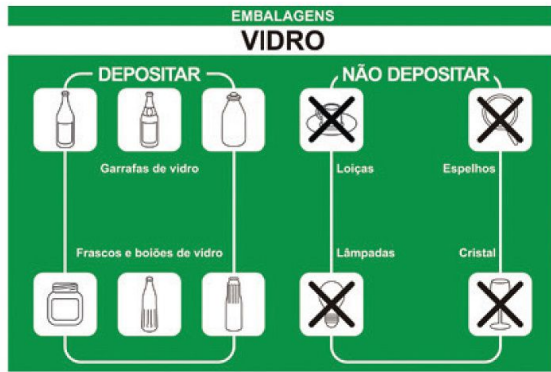 EMBALAGENS
VIDRO
DEPOSITAR
Garrafas de vidro
Frascos e boiões de vidro
NÃO DEPOSITAR
Loiças
Espelhos
Lâmpadas
Cristal